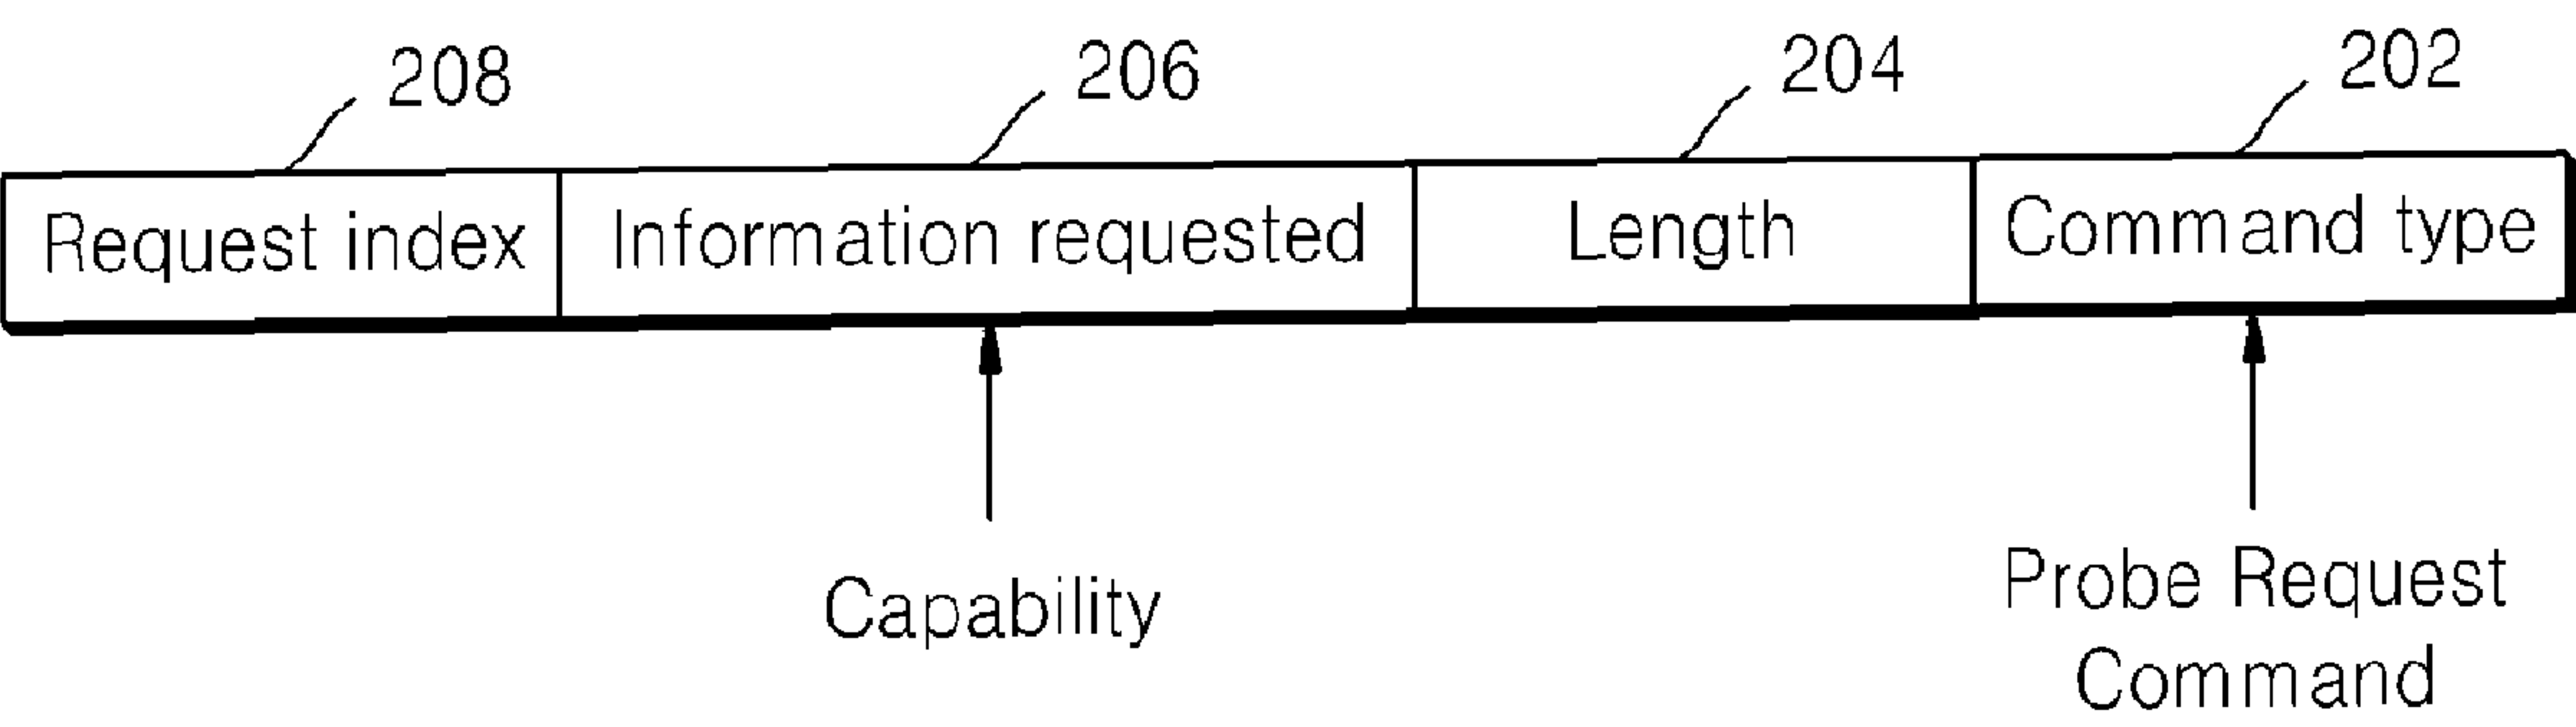 208 206 204 202
Request index Information requested Length Command type
Capability
Probe Request
Command